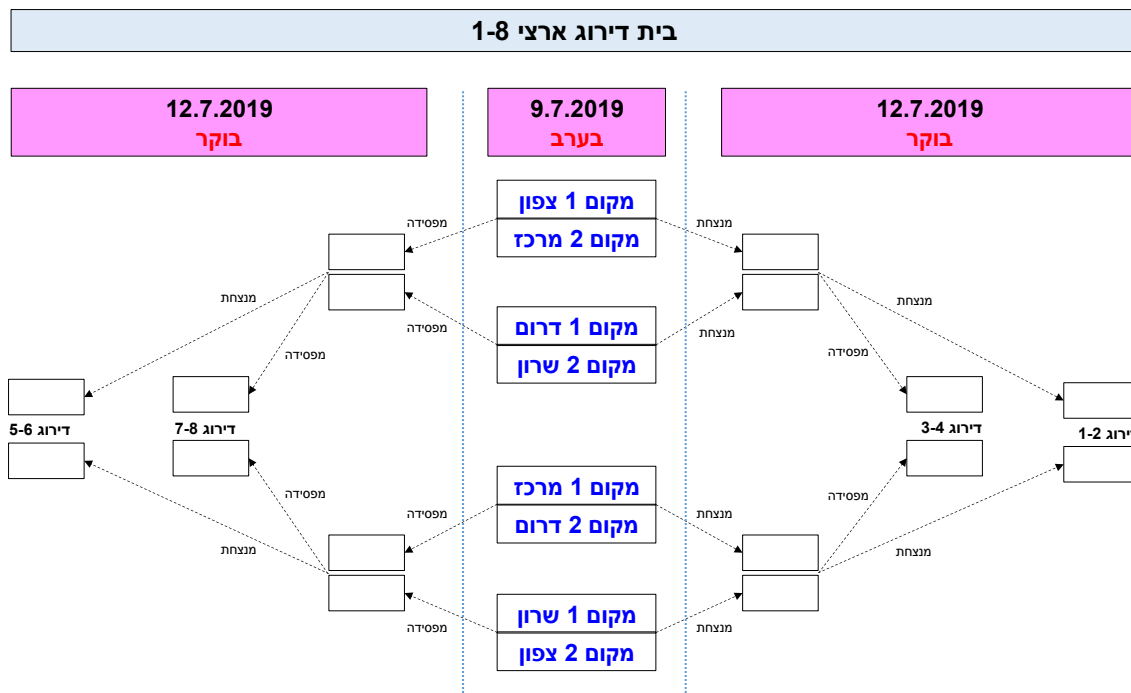 בית דירוג ארצי 1-8
12.7.2019
בוקר
9.7.2019
בערב
12.7.2019
בוקר
מקום 1 צפון
מקום 2 מרכז
מנצחת
מפסידה
מקום 1 דרום
מקום 2 שרון
מנצחת
מפסידה
מנצחת
מפסידה
מפסידה
מנצחת
דירוג 1-2
דירוג 3-4
דירוג 7-8
דירוג 5-6
מקום 1 מרכז
מקום 2 דרום
מנצחת
מפסידה
מפסידה
מנצחת
מפסידה
מנצחת
מקום 1 שרון
מקום 2 צפון
מנצחת
מפסידה